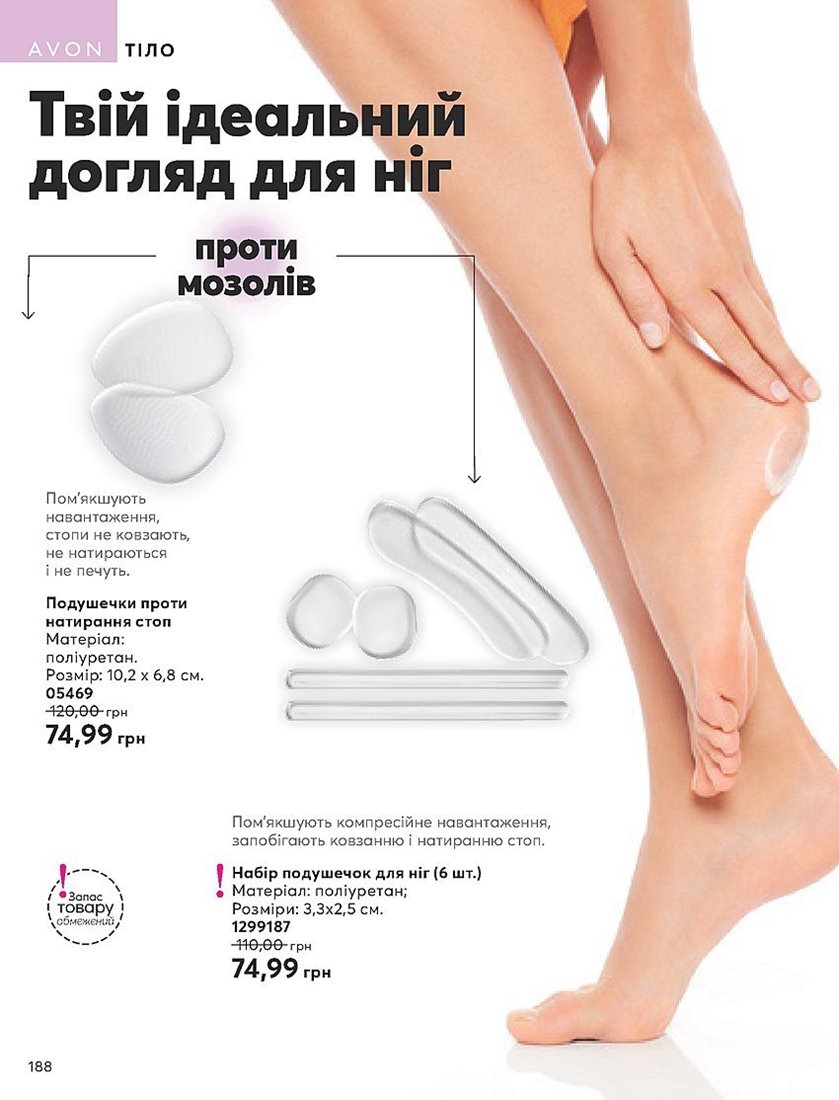 AVON ТІЛО
Твій ідеальний
догляд для ніг
проти
мозолів
Пом'якшують
навантаження,
стопи не ковзають,
не натираються
і не печуть.
Подушечки проти
натирання стоп
Матеріал:
поліуретан.
Розмір: 10,2 х 6,8 см.
05469
120,00 грн
74,99 грн
Пом'якшують компресійне навантаження,
запобігають ковзанню і натиранню стоп.
! Запас
товару
обмежений
! Набір подушечок для ніг (6 шт.)
Матеріал: поліуретан;
Розміри: 3,3х2,5 см.
1299187
110,00 грн
74,99 грн
188